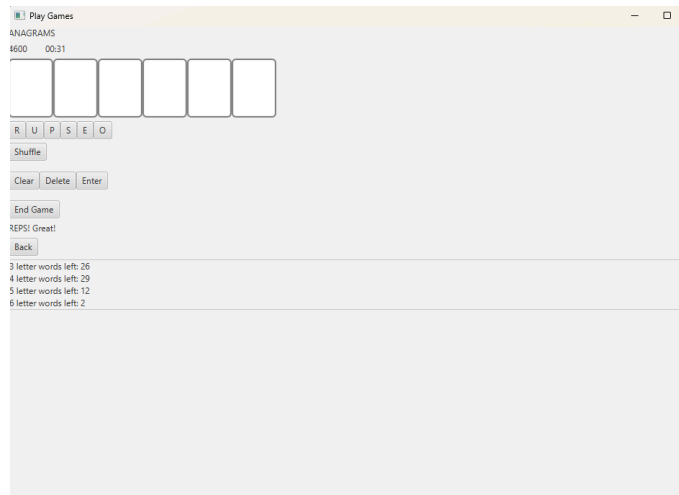 Play Games
ANAGRAMS
4600 00:31
R U P S E O
Shuffle
Clear Delete Enter
End Game
REPS! Great!
Back
3 letter words left: 26
4 letter words left: 29
5 letter words left: 12
6 letter words left: 2